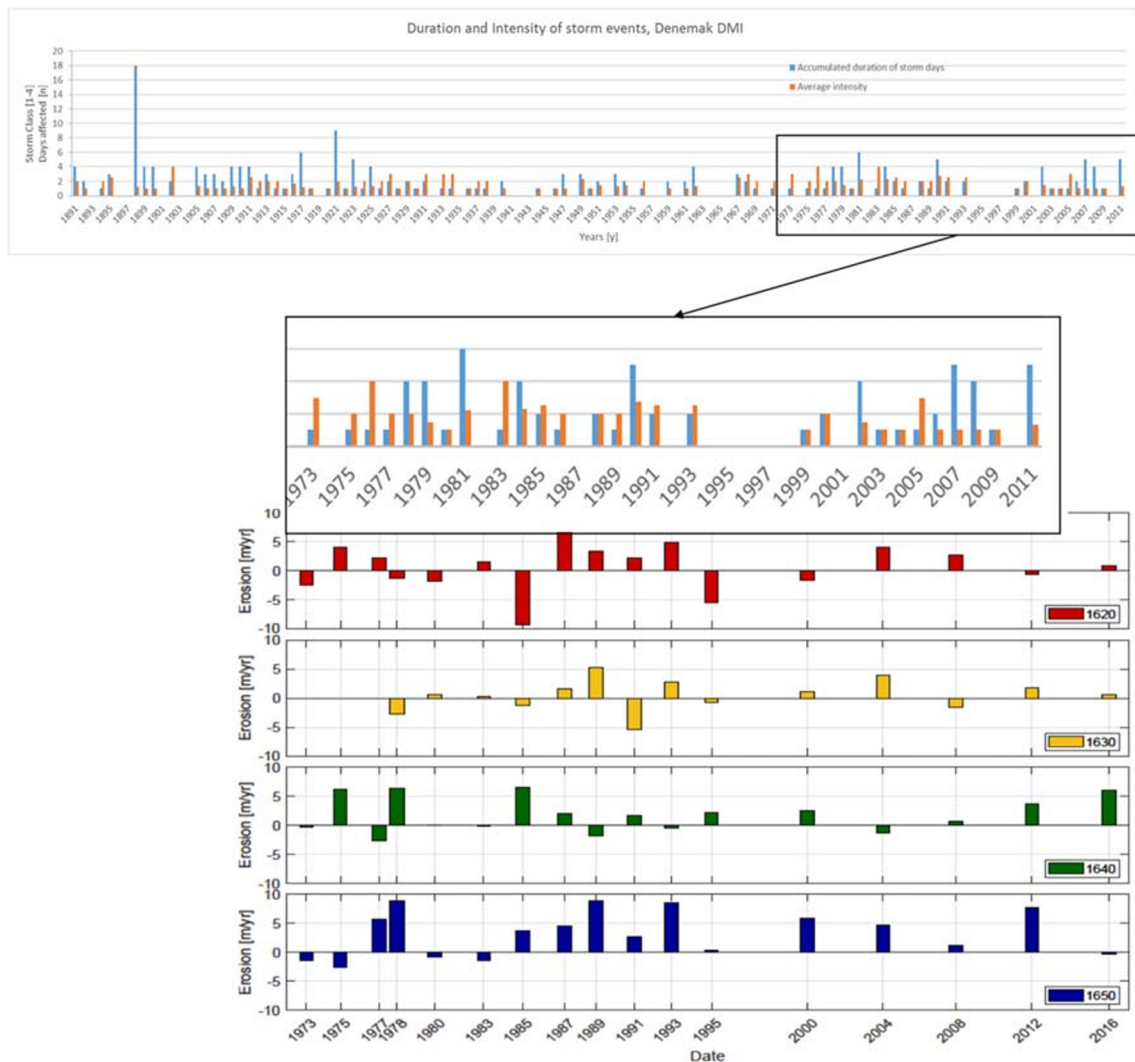 Duration and Intensity of storm events, Denemak DMI
Storm Class [1-4]
Days affected [n]
20
18
16
14
12
10
8
6
4
2
0
Accumulated duration of storm days
Average intensity
1891 1893 1895 1897 1899 1901 1903 1905 1907 1909 1911 1913 1915 1917 1919 1921 1923 1925 1927 1929 1931 1933 1935 1937 1939 1941 1943 1945 1947 1949 1951 1953 1955 1957 1959 1961 1963 1965 1967 1969 1971 1973 1975 1977 1979 1981 1983 1985 1987 1989 1991 1993 1995 1997 1999 2001 2003 2005 2007 2009 2011
Years [y]
1973 1975 1977 1979 1981 1983 1985 1987 1989 1991 1993 1995 1997 1999 2001 2003 2005 2007 2009 2011
Erosion [m/yr]
10
5
0
-5
-10
1620
Erosion [m/yr]
10
5
0
-5
-10
1630
Erosion [m/yr]
10
5
0
-5
-10
1640
Erosion [m/yr]
10
5
0
-5
-10
1650
1973 1975 1977 1978 1980 1983 1985 1987 1989 1991 1993 1995 2000 2004 2008 2012 2016
Date